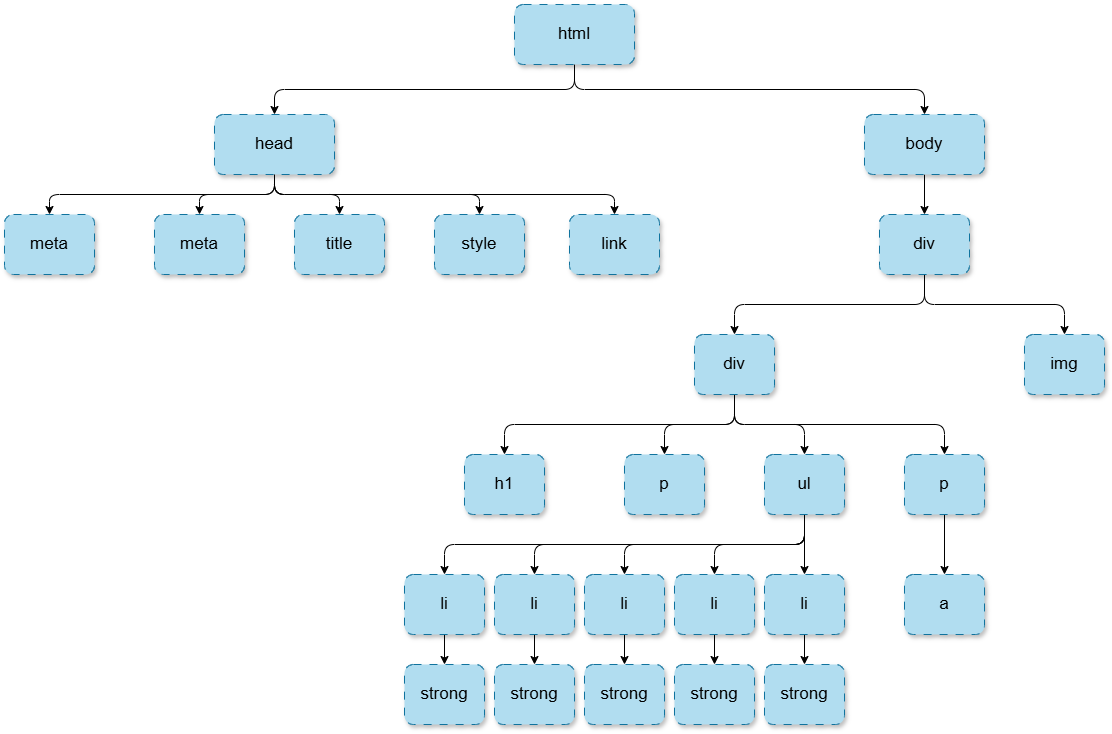 html
head
body
meta
meta
title
style
link
div
div
img
h1
p
ul
p
li
li
li
li
li
a
strong
strong
strong
strong
strong